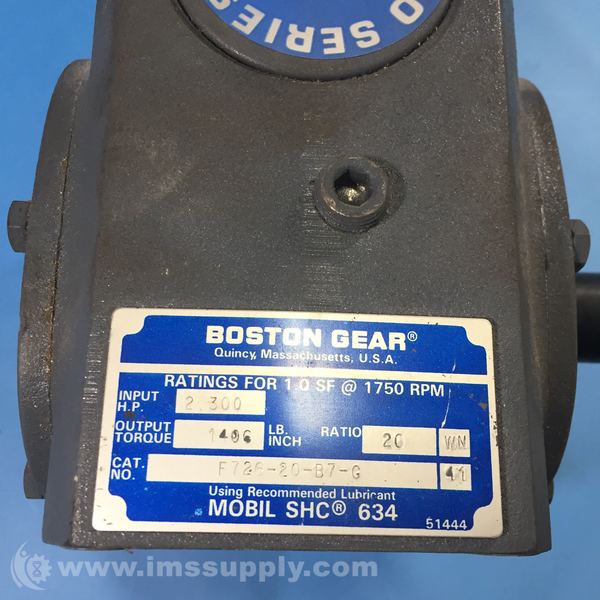 O SERIES
BOSTON GEAR®
Quincy, Massachusetts, U.S.A.
RATINGS FOR 1.0 SF @ 1750 RPM
INPUT H.P. 2.300
OUTPUT TORQUE 1406 LB. INCH RATIO 20 WN
CAT. NO. F726-20-B7-G 41
Using Recommended Lubricant
MOBIL SHC® 634
51444
www.imssupply.com